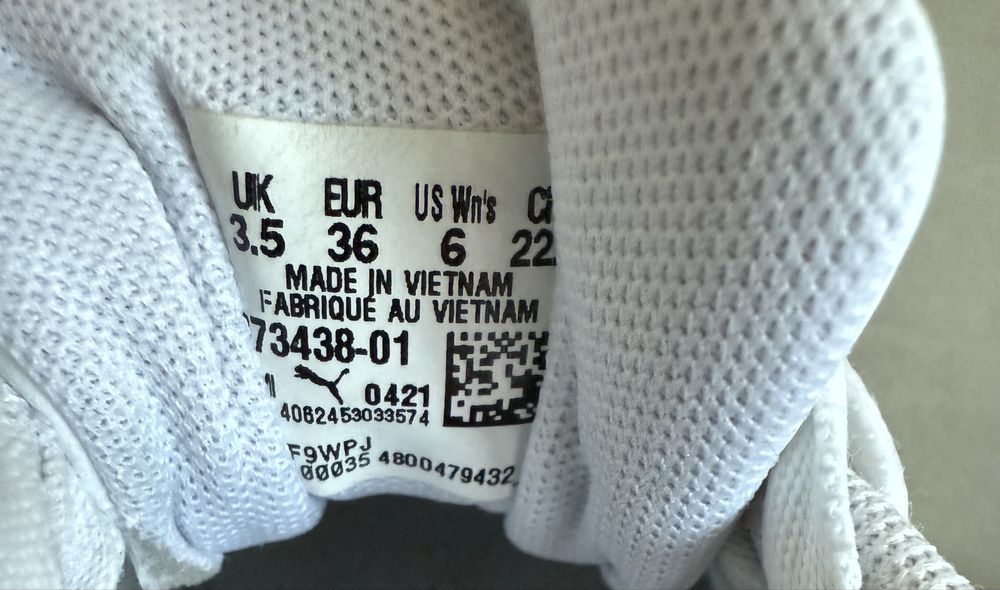 UK EUR US Wn's
3.5 36 6 22.
MADE IN VIETNAM
FABRIQUÉ AU VIETNAM
73438-01
0421
4062453033574
F9WPJ
00035 4800479432